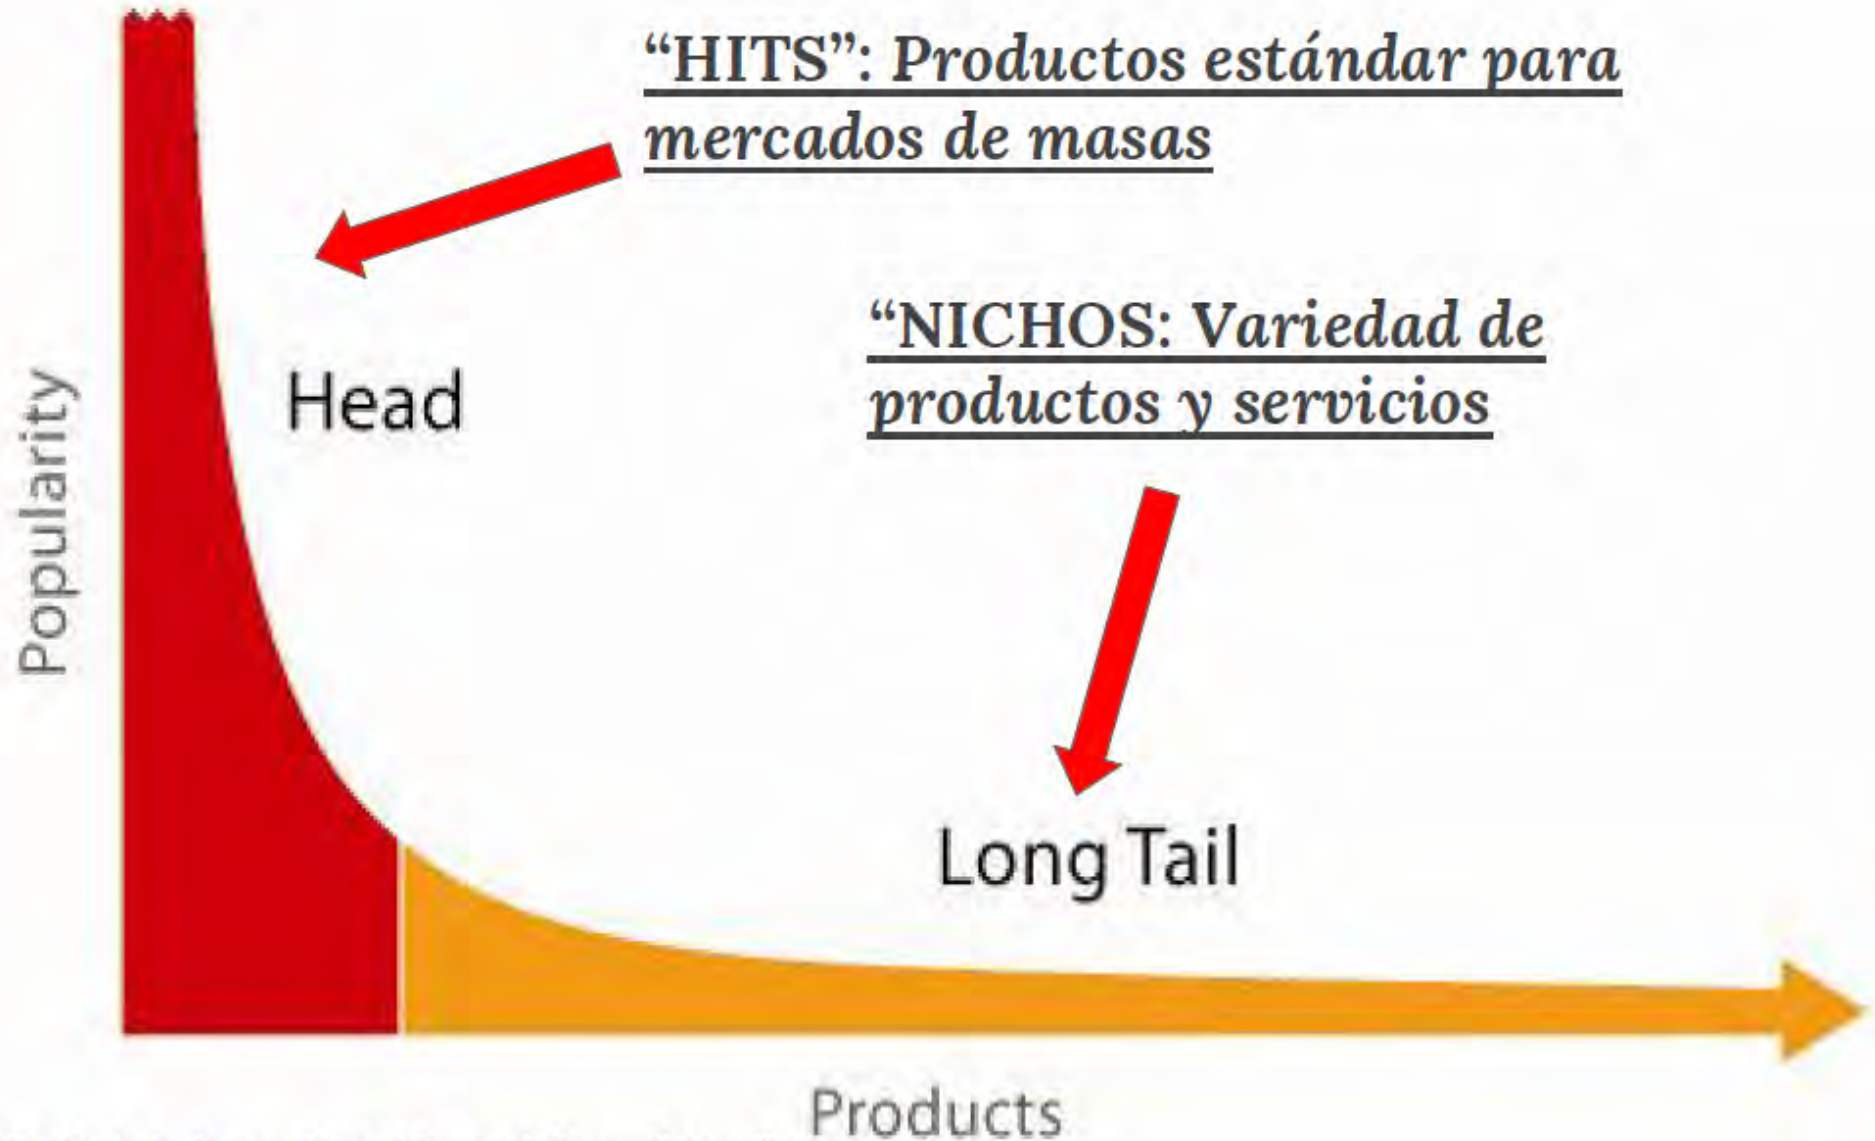 “HITS”: Productos estándar para
mercados de masas
“NICHOS: Variedad de
productos y servicios
Head
Popularity
Long Tail
Products